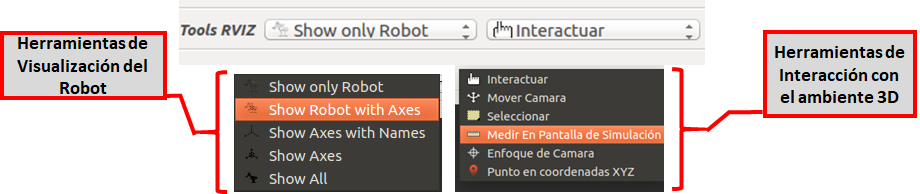 Tools RVIZ
Show only Robot
Interactuar
Herramientas de
Visualización del
Robot
Show only Robot
Show Robot with Axes
Show Axes with Names
Show Axes
Show All
Interactuar
Mover Camara
Seleccionar
Medir En Pantalla de Simulación
Enfoque de Camara
Punto en coordenadas XYZ
Herramientas de
Interacción con
el ambiente 3D